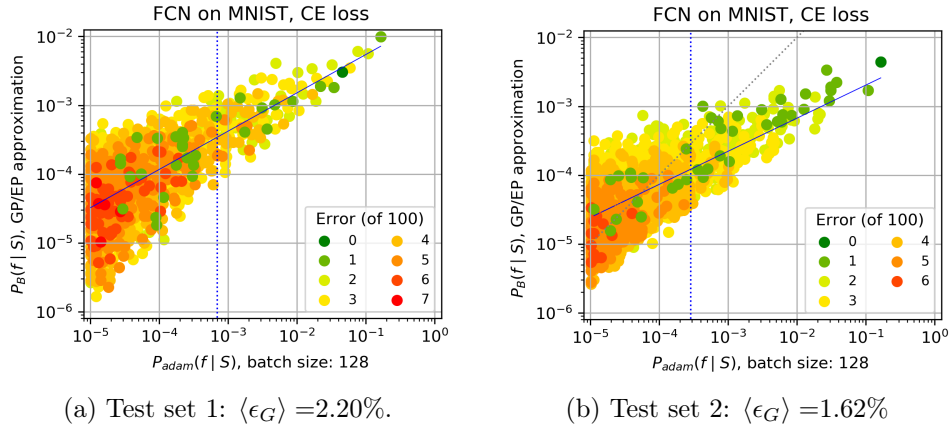 FCN on MNIST, CE loss
10⁻²
10⁻³
10⁻⁴
10⁻⁵
10⁻⁶
P_B(f | S), GP/EP approximation
Error (of 100)
0 4
1 5
2 6
3 7
10⁻⁵ 10⁻⁴ 10⁻³ 10⁻² 10⁻¹ 10⁰
P_adam(f | S), batch size: 128
(a) Test set 1: ⟨ϵ_G⟩ =2.20%.
FCN on MNIST, CE loss
10⁻²
10⁻³
10⁻⁴
10⁻⁵
10⁻⁶
P_B(f | S), GP/EP approximation
Error (of 100)
0 4
1 5
2 6
3
10⁻⁵ 10⁻⁴ 10⁻³ 10⁻² 10⁻¹ 10⁰
P_adam(f | S), batch size: 128
(b) Test set 2: ⟨ϵ_G⟩ =1.62%